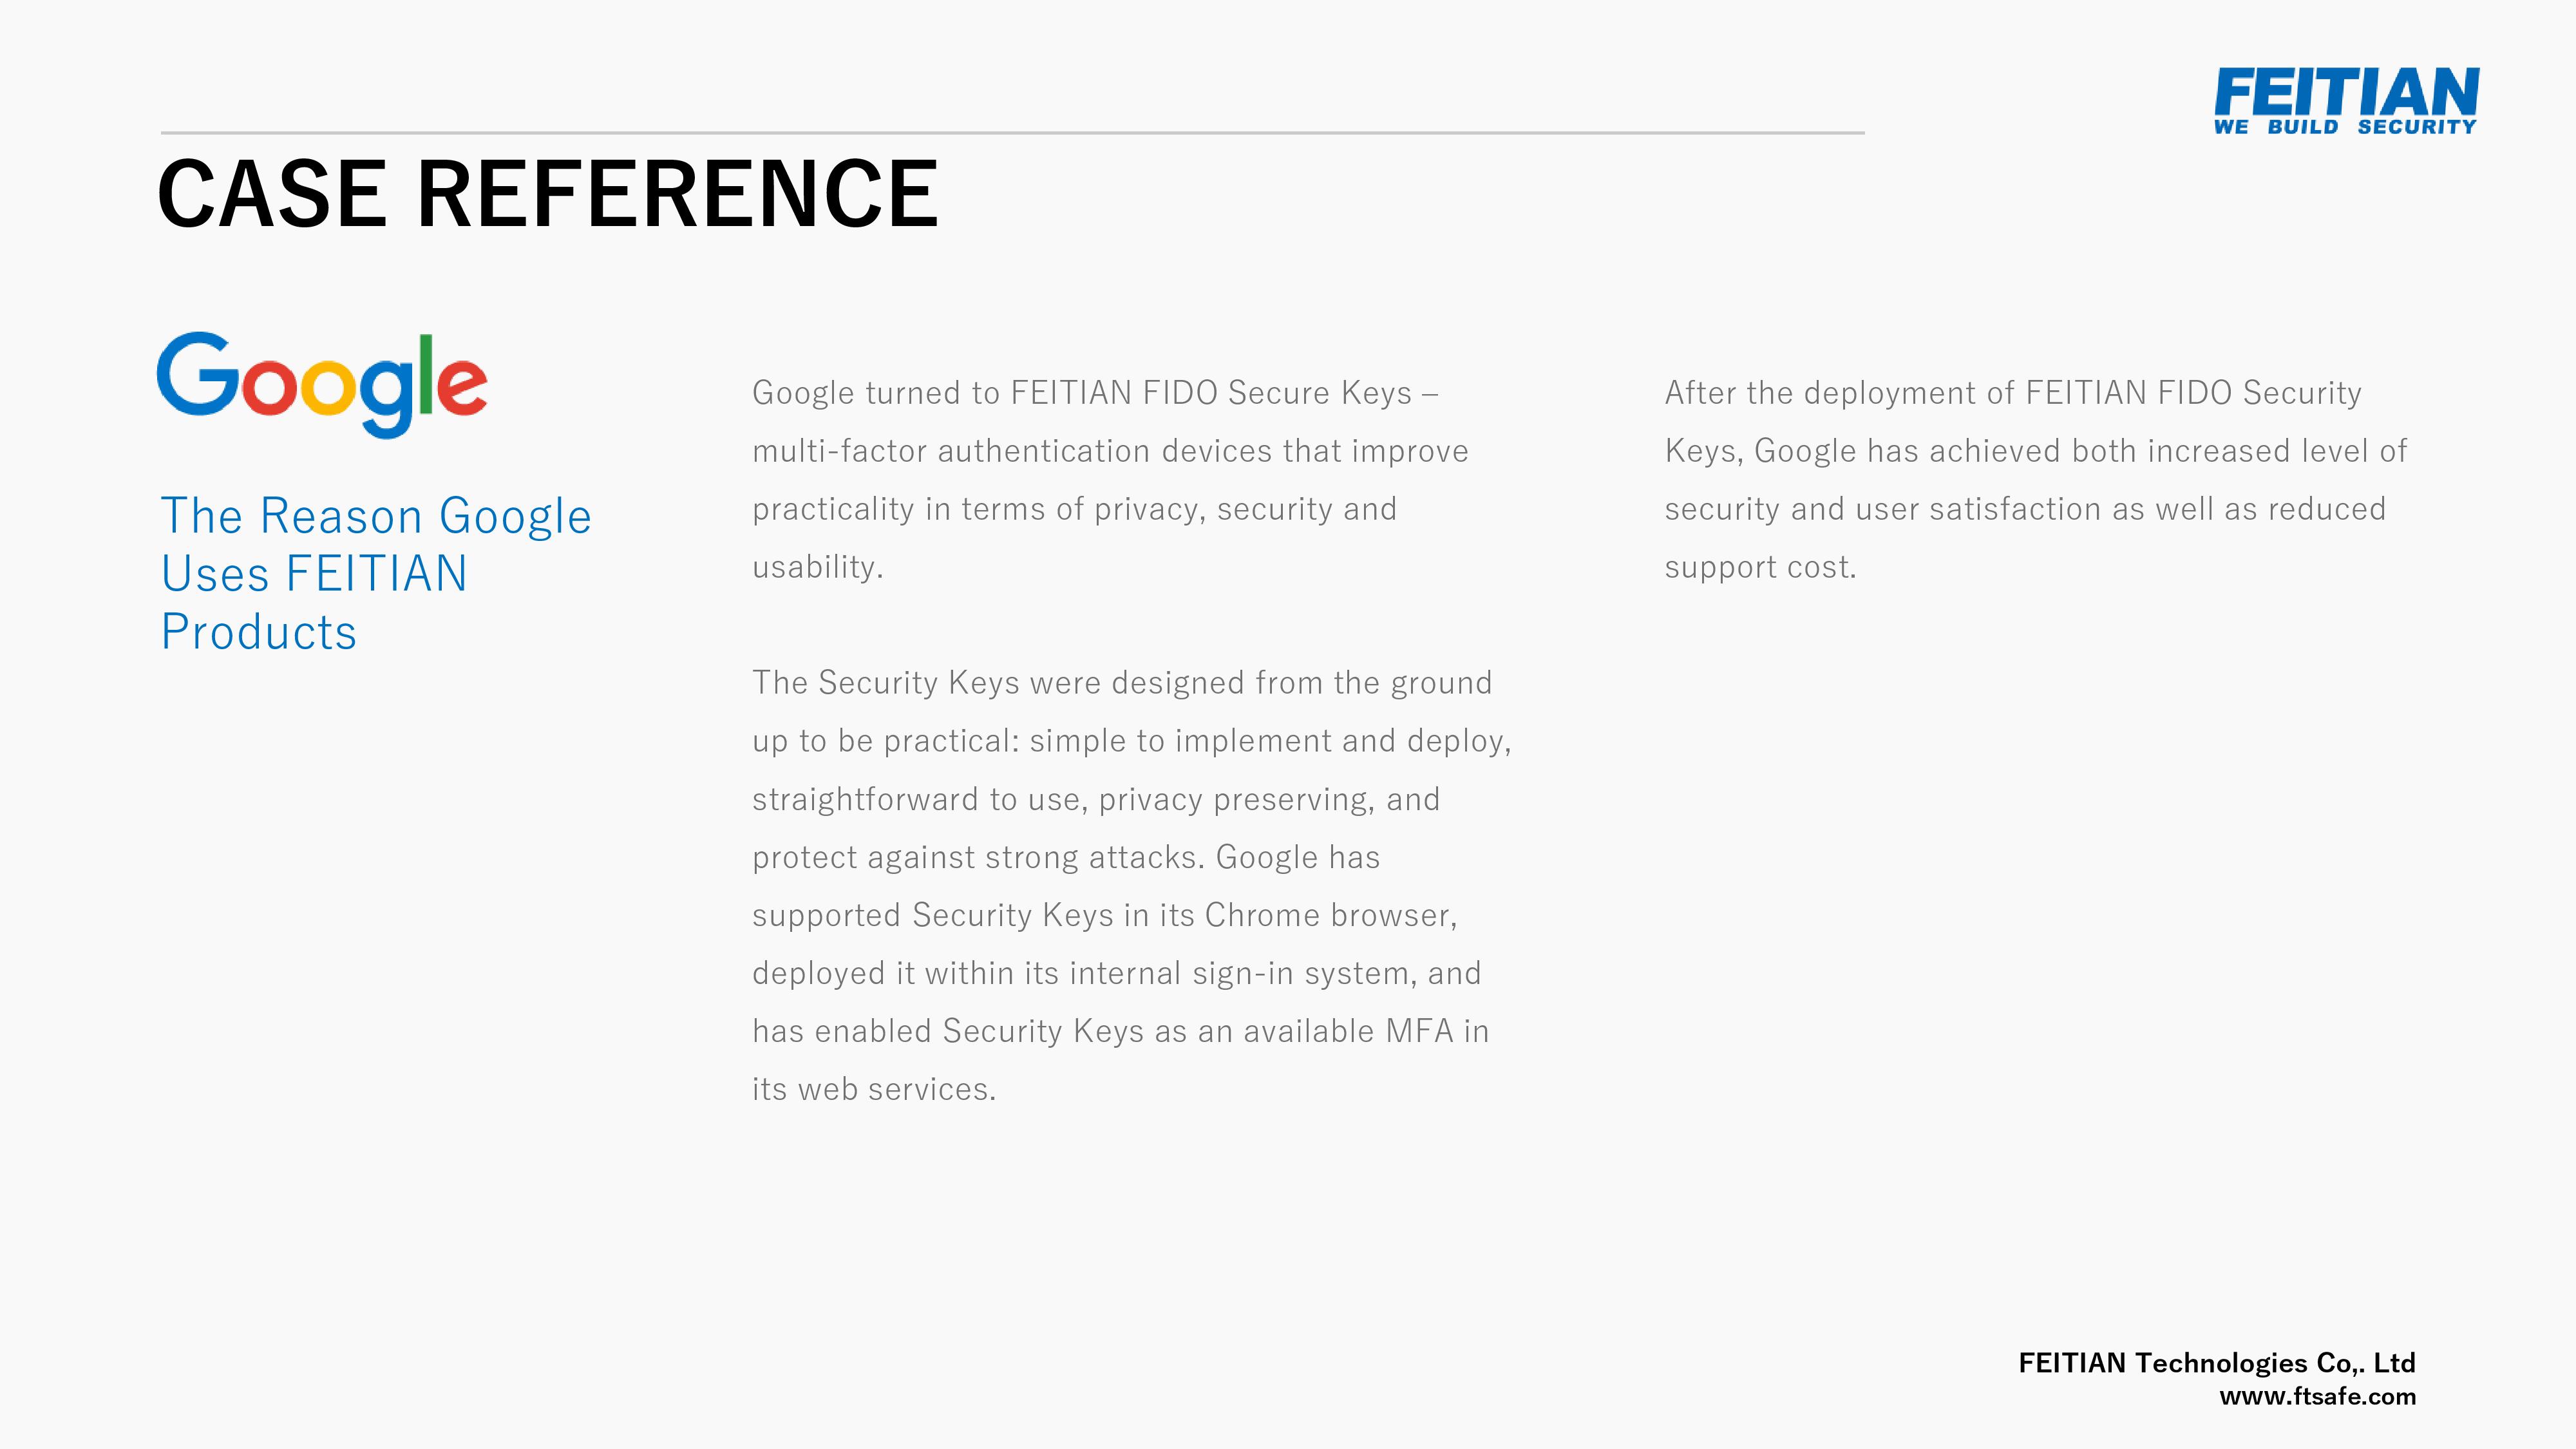 FEITIAN
WE BUILD SECURITY
CASE REFERENCE
Google
The Reason Google
Uses FEITIAN
Products
Google turned to FEITIAN FIDO Secure Keys –
multi-factor authentication devices that improve
practicality in terms of privacy, security and
usability.
The Security Keys were designed from the ground
up to be practical: simple to implement and deploy,
straightforward to use, privacy preserving, and
protect against strong attacks. Google has
supported Security Keys in its Chrome browser,
deployed it within its internal sign-in system, and
has enabled Security Keys as an available MFA in
its web services.
After the deployment of FEITIAN FIDO Security
Keys, Google has achieved both increased level of
security and user satisfaction as well as reduced
support cost.
FEITIAN Technologies Co,. Ltd
www.ftsafe.com